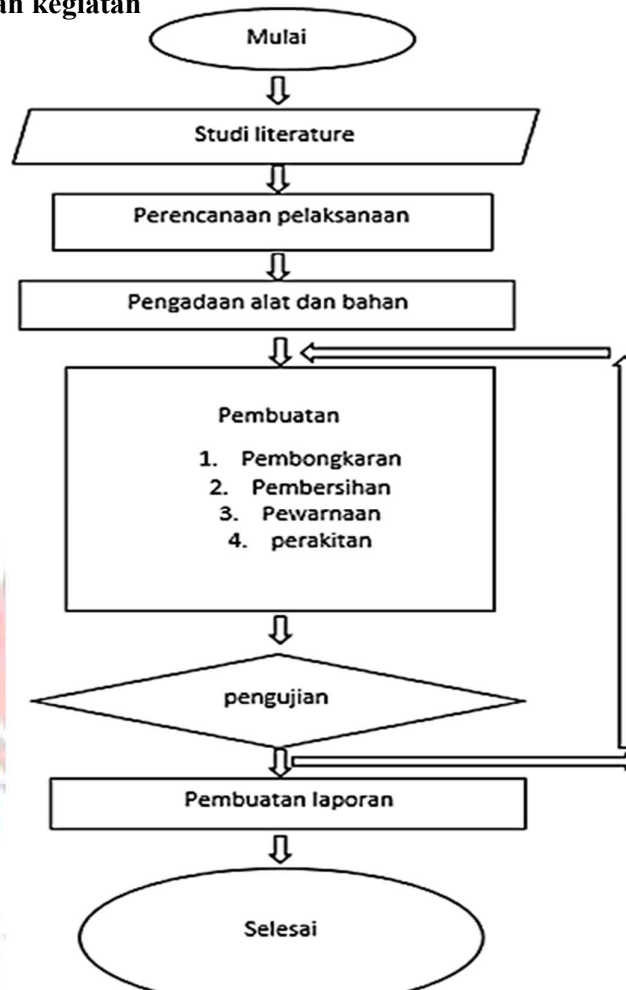 kegiatan
Mulai
Studi literature
Perencanaan pelaksanaan
Pengadaan alat dan bahan
Pembuatan
1. Pembongkaran
2. Pembersihan
3. Pewarnaan
4. perakitan
pengujian
Pembuatan laporan
Selesai